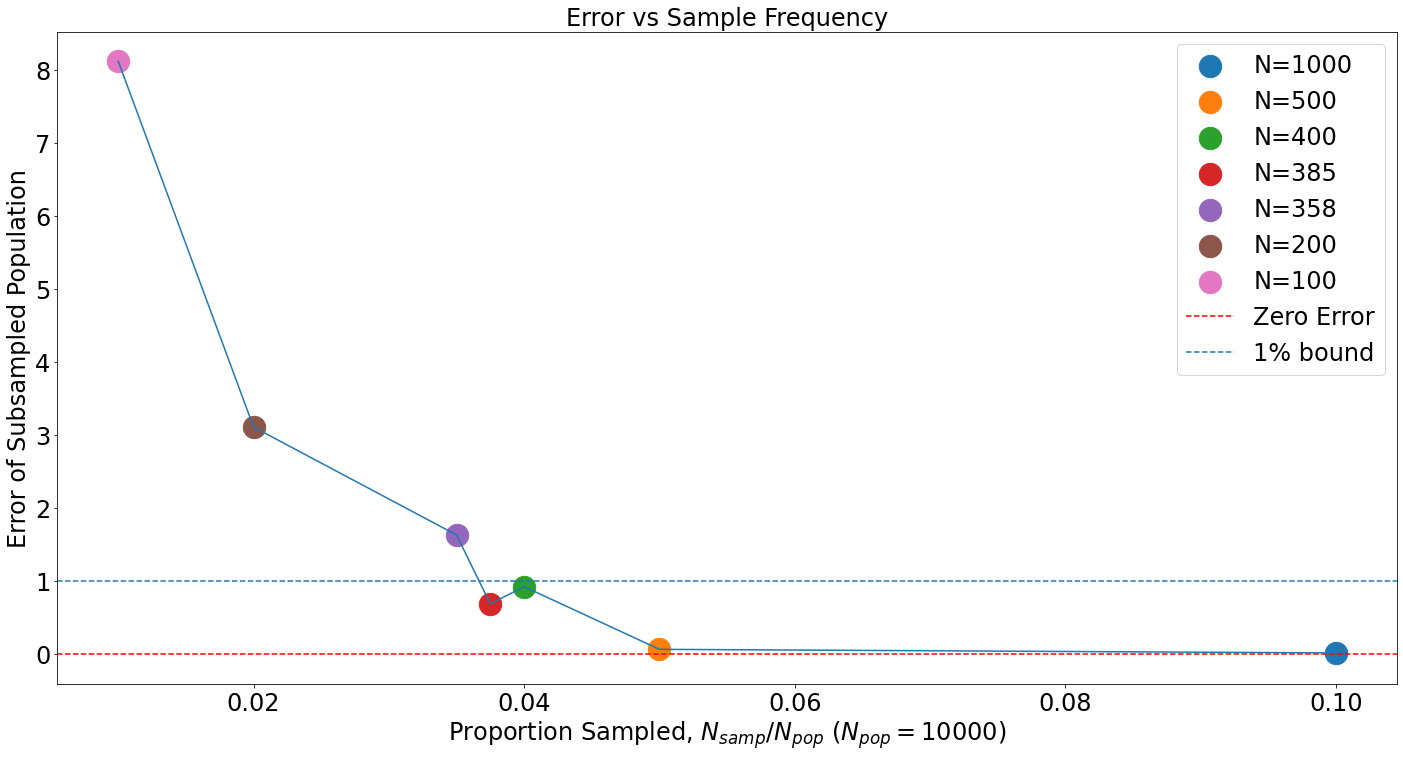 Error vs Sample Frequency
Error of Subsampled Population
8
7
6
5
4
3
2
1
0
N=1000
N=500
N=400
N=385
N=358
N=200
N=100
Zero Error
1% bound
0.02 0.04 0.06 0.08 0.10
Proportion Sampled, N_samp/N_pop (N_pop = 10000)